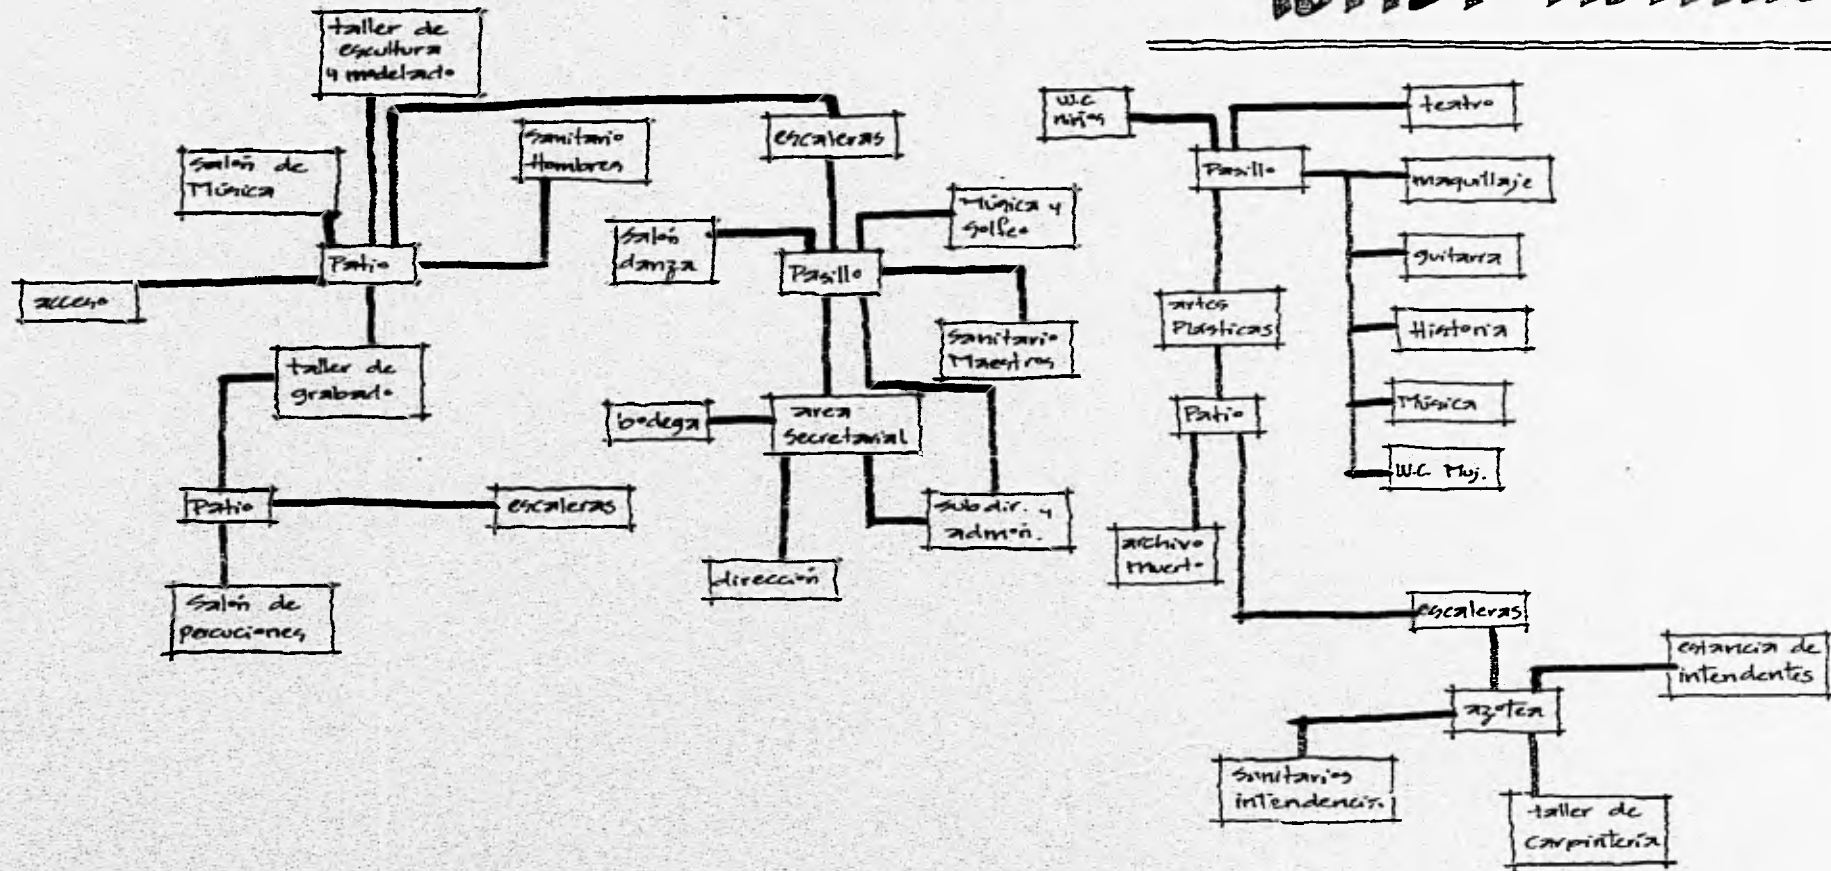 taller de
escultura
y modelado
Salón de
Música
Sanitario
Hombres
escaleras
Patio
acceso
taller de
grabado
Patio
escaleras
Salón de
percuciones
Salón
danza
Música y
Solfeo
Pasillo
Sanitario
Maestros
bodega
area
Secretarial
Subdir. y
admón.
dirección
W.C
niños
teatro
Pasillo
maquillaje
guitarra
artes
Plásticas
Historia
Música
Patio
W.C Muj.
archivo
muerto
escaleras
estancia de
intendentes
azotea
Sanitarios
intendencia.
taller de
carpintería